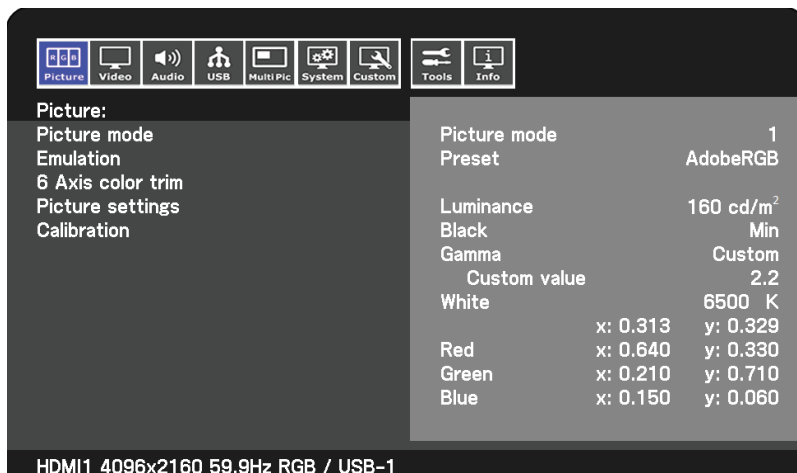 R G B
Picture Video Audio USB Multi Pic System Custom Tools Info
Picture:
Picture mode
Emulation
6 Axis color trim
Picture settings
Calibration
Picture mode 1
Preset AdobeRGB
Luminance 160 cd/m²
Black Min
Gamma Custom
Custom value 2.2
White 6500 K
x: 0.313 y: 0.329
Red x: 0.640 y: 0.330
Green x: 0.210 y: 0.710
Blue x: 0.150 y: 0.060
HDMI1 4096x2160 59.9Hz RGB / USB-1